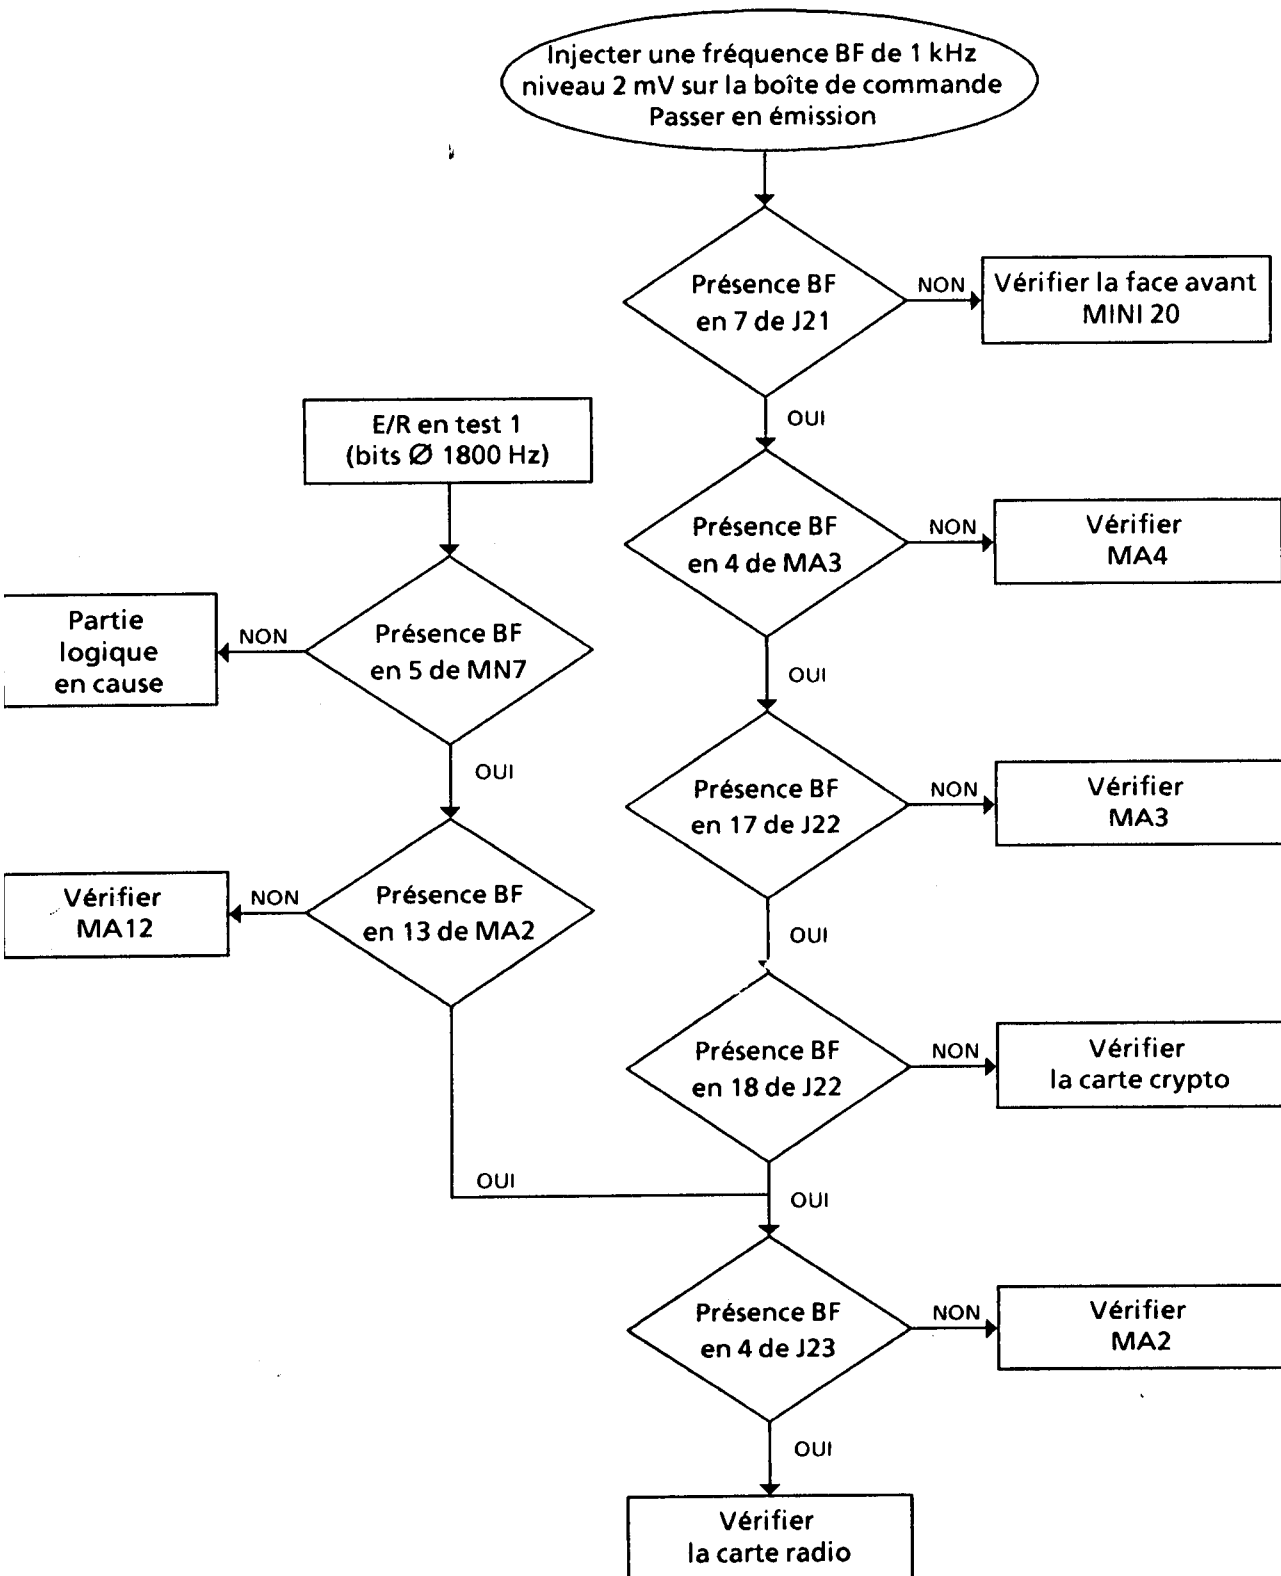 Injecter une fréquence BF de 1 kHz
niveau 2 mV sur la boîte de commande
Passer en émission
Présence BF
en 7 de J21
NON
Vérifier la face avant
MINI 20
OUI
E/R en test 1
(bits Ø 1800 Hz)
Présence BF
en 4 de MA3
NON
Vérifier
MA4
OUI
Présence BF
en 5 de MN7
NON
Partie
logique
en cause
OUI
Présence BF
en 17 de J22
NON
Vérifier
MA3
OUI
Présence BF
en 13 de MA2
NON
Vérifier
MA12
OUI
Présence BF
en 18 de J22
NON
Vérifier
la carte crypto
OUI
Présence BF
en 4 de J23
NON
Vérifier
MA2
OUI
Vérifier
la carte radio